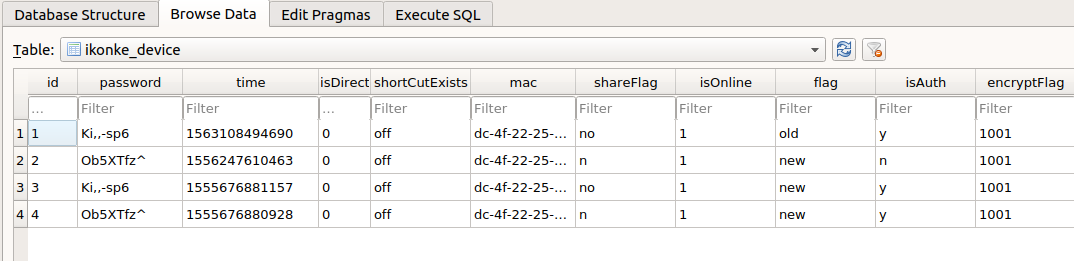 Database Structure Browse Data Edit Pragmas Execute SQL
Table: ikonke_device
id password time isDirect shortCutExists mac shareFlag isOnline flag isAuth encryptFlag
... Filter Filter ... Filter Filter Filter Filter Filter Filter Filter
1 1 Ki,,-sp6 1563108494690 0 off dc-4f-22-25-... no 1 old y 1001
2 2 Ob5XTfz^ 1556247610463 0 off dc-4f-22-25-... n 1 new n 1001
3 3 Ki,,-sp6 1555676881157 0 off dc-4f-22-25-... no 1 new y 1001
4 4 Ob5XTfz^ 1555676880928 0 off dc-4f-22-25-... n 1 new y 1001